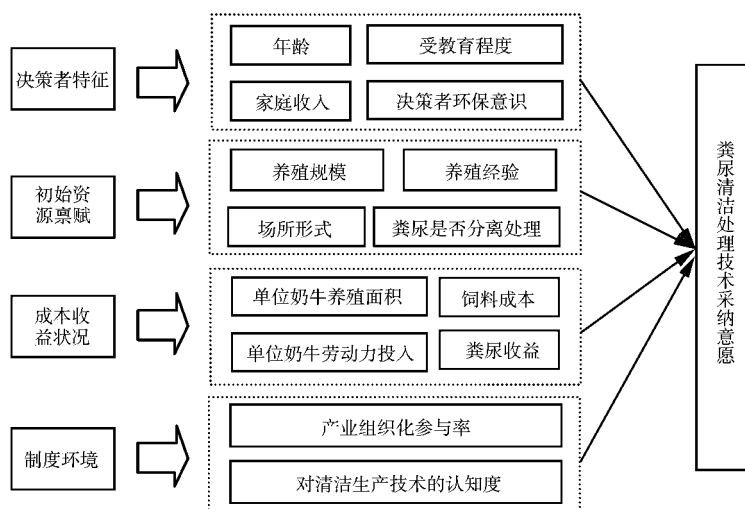 决策者特征
年龄
受教育程度
家庭收入
决策者环保意识
初始资
源禀赋
养殖规模
养殖经验
场所形式
粪尿是否分离处理
成本收
益状况
单位奶牛养殖面积
饲料成本
单位奶牛劳动力投入
粪尿收益
制度环境
产业组织化参与率
对清洁生产技术的认知度
粪尿清洁处理技术采纳意愿